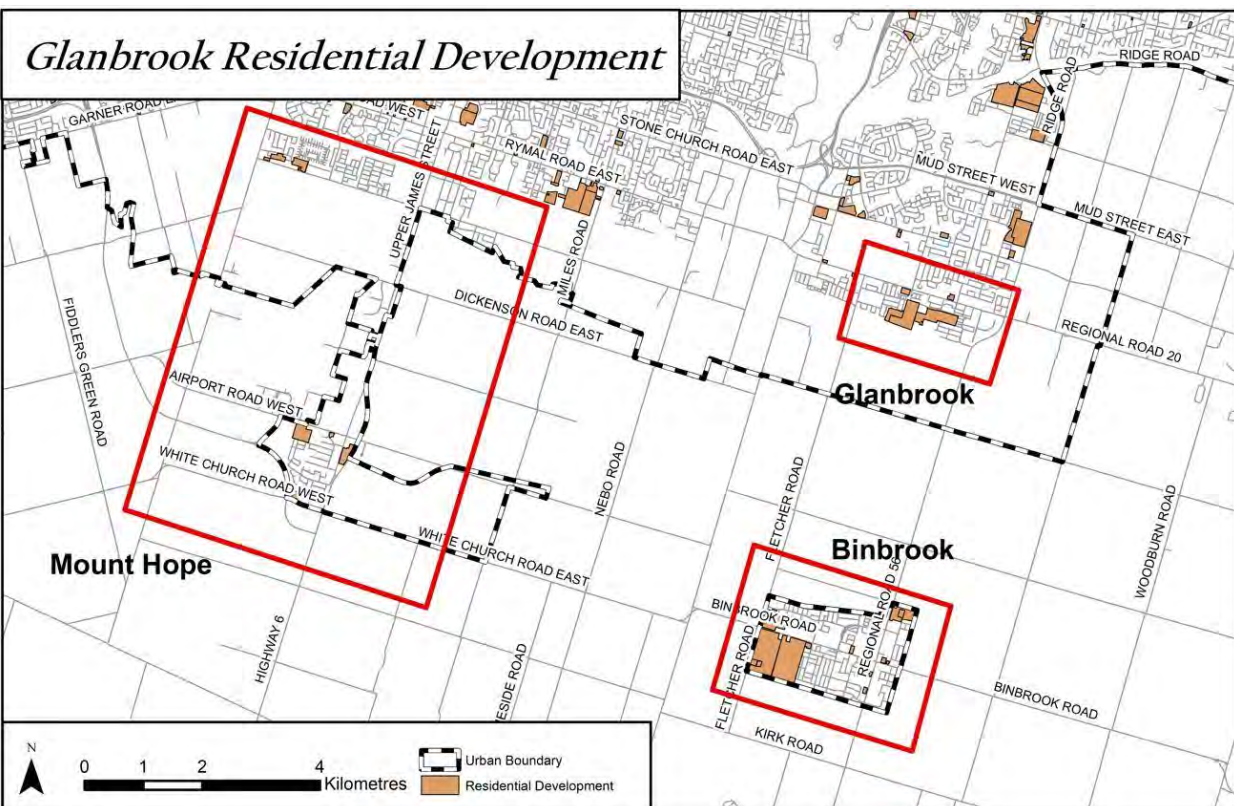 Glanbrook Residential Development
RIDGE ROAD
RIDGE ROAD
GARNER ROAD E
AD WEST
STONE CHURCH ROAD EAST
RYMAL ROAD EAST
MUD STREET WEST
UPPER JAMES STREET
MUD STREET EAST
MILES ROAD
DICKENSON ROAD EAST
FIDDLERS GREEN ROAD
REGIONAL ROAD 20
Glanbrook
AIRPORT ROAD WEST
WHITE CHURCH ROAD WEST
NEBO ROAD
FLETCHER ROAD
WOODBURN ROAD
WHITE CHURCH ROAD EAST
Mount Hope
Binbrook
BINBROOK ROAD
REGIONAL ROAD 56
HIGHWAY 6
ESIDE ROAD
FLETCHER ROAD
BINBROOK ROAD
KIRK ROAD
N
0 1 2 4
Kilometres
Urban Boundary
Residential Development